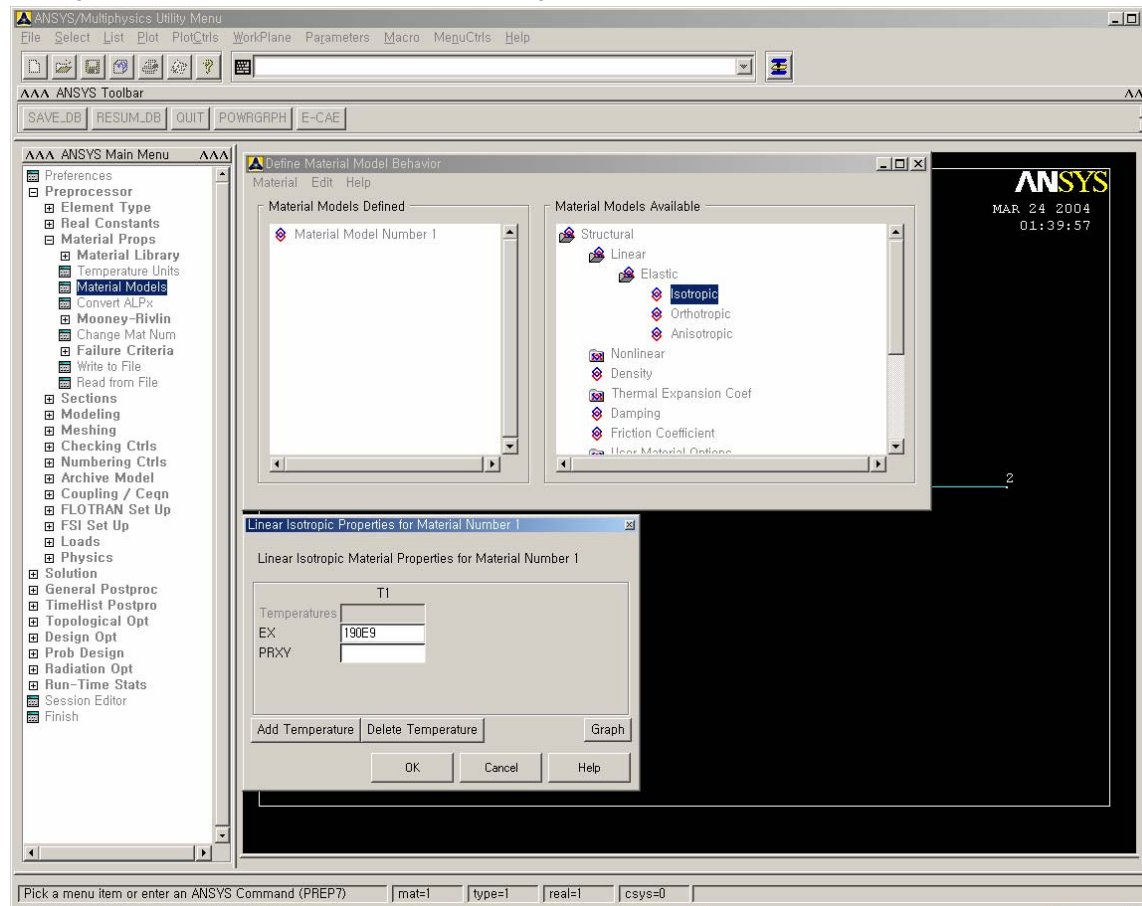 ANSYS/Multiphysics Utility Menu
File Select List Plot PlotCtrls WorkPlane Parameters Macro MenuCtrls Help
ANSYS Toolbar
SAVE_DB RESUM_DB QUIT POWRGRPH E-CAE
ANSYS Main Menu
Preferences
Preprocessor
Element Type
Real Constants
Material Props
Material Library
Temperature Units
Material Models
Convert ALPx
Mooney-Rivlin
Change Mat Num
Failure Criteria
Write to File
Read from File
Sections
Modeling
Meshing
Checking Ctrls
Numbering Ctrls
Archive Model
Coupling / Ceqn
FLOTRAN Set Up
FSI Set Up
Loads
Physics
Solution
General Postproc
TimeHist Postpro
Topological Opt
Design Opt
Prob Design
Radiation Opt
Run-Time Stats
Session Editor
Finish
Define Material Model Behavior
Material Edit Help
Material Models Defined
Material Model Number 1
Material Models Available
Structural
Linear
Elastic
Isotropic
Orthotropic
Anisotropic
Nonlinear
Density
Thermal Expansion Coef
Damping
Friction Coefficient
User Material Options
ANSYS
MAR 24 2004
01:39:57
2
Linear Isotropic Properties for Material Number 1
Linear Isotropic Material Properties for Material Number 1
T1
Temperatures
EX 190E9
PRXY
Add Temperature Delete Temperature Graph
OK Cancel Help
Pick a menu item or enter an ANSYS Command (PREP7) mat=1 type=1 real=1 csys=0